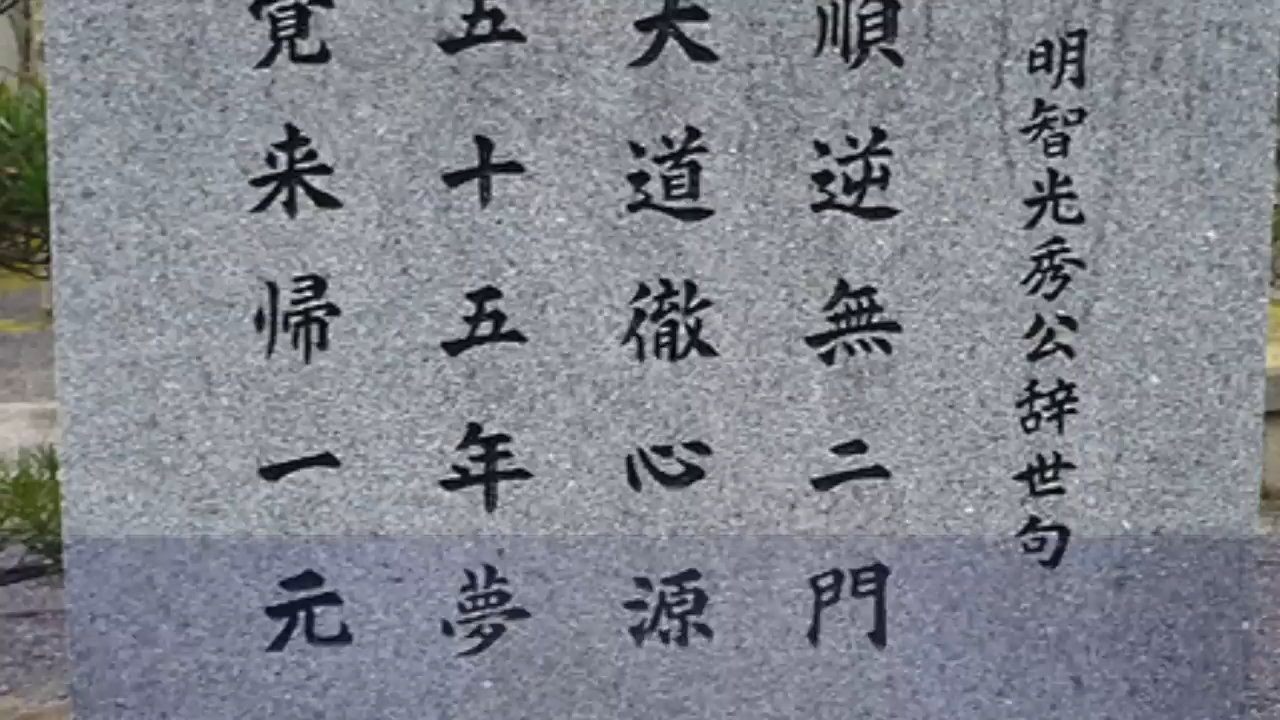 明智光秀公辞世句
順逆無二門
大道徹心源
五十五年夢
覚来帰一元